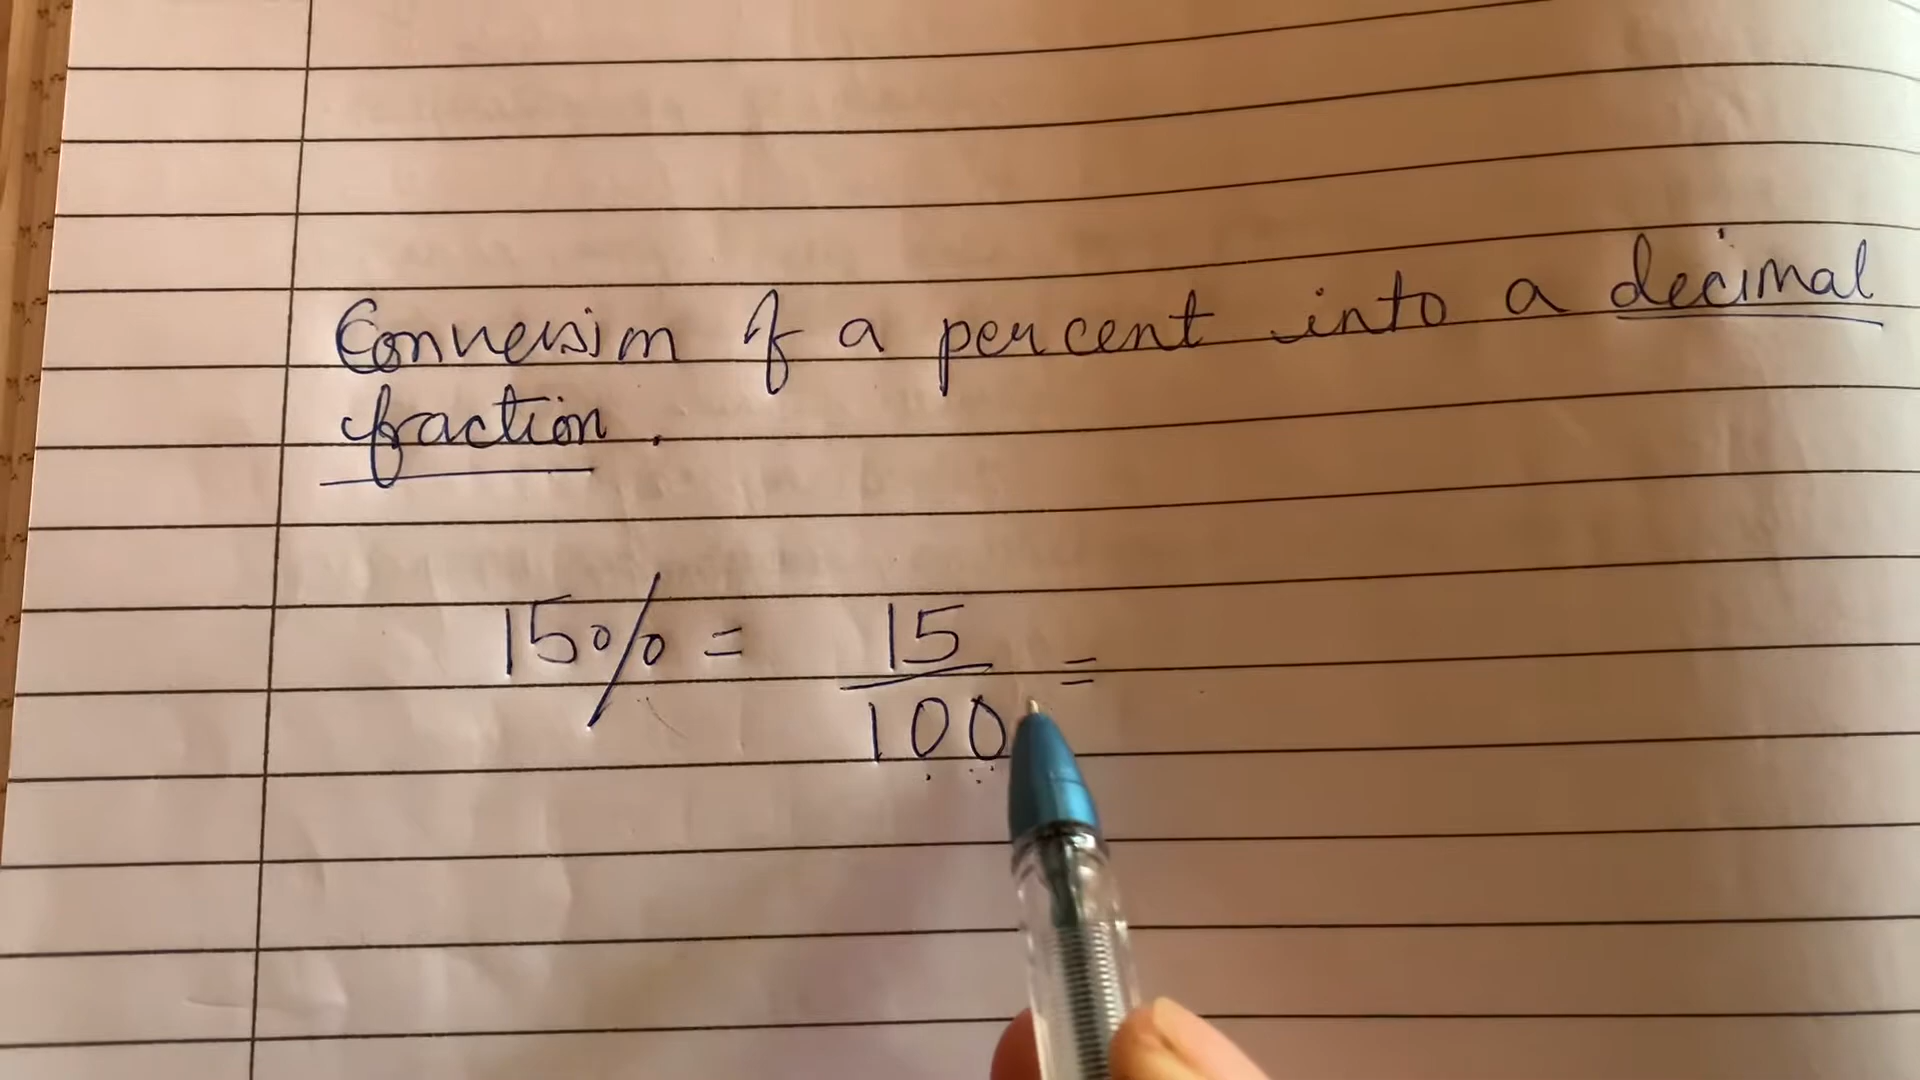 Conversion of a percent into a decimal
fraction.
15% = 15/100 =